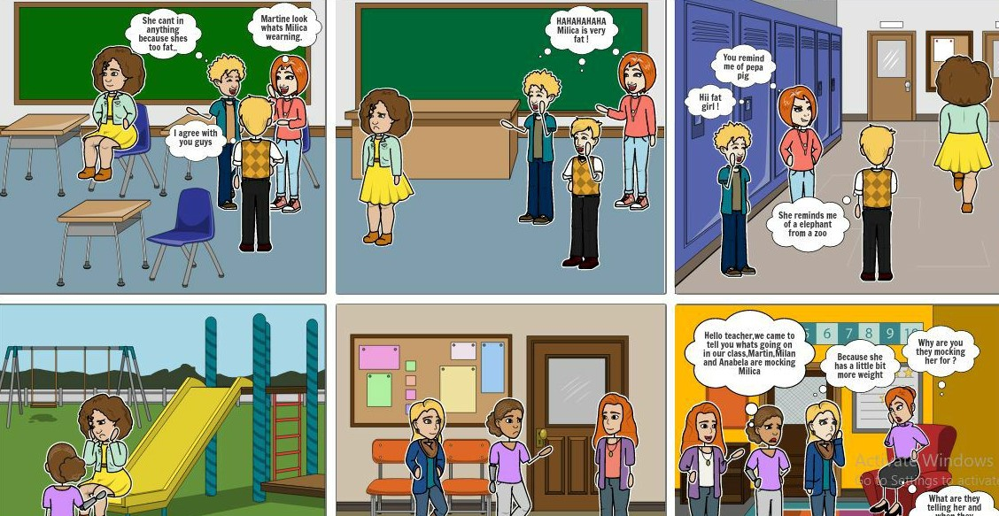 She cant in
anything
because shes
too fat..
Martine look
whats Milica
wearning.
I agree with
you guys
HAHAHAHAHA
Milica is very
fat !
You remind
me of pepa
pig
Hii fat
girl !
She reminds me
of a elephant
from a zoo
5 6 7 8 9 10
Hello teacher,we came to
tell you whats going on
in our class,Martin,Milan
and Anabela are mocking
Milica
Because she
has a little bit
more weight
Why are you
they mocking
her for ?
Activate Windows
Go to Settings to activate
What are they
telling her and
when they